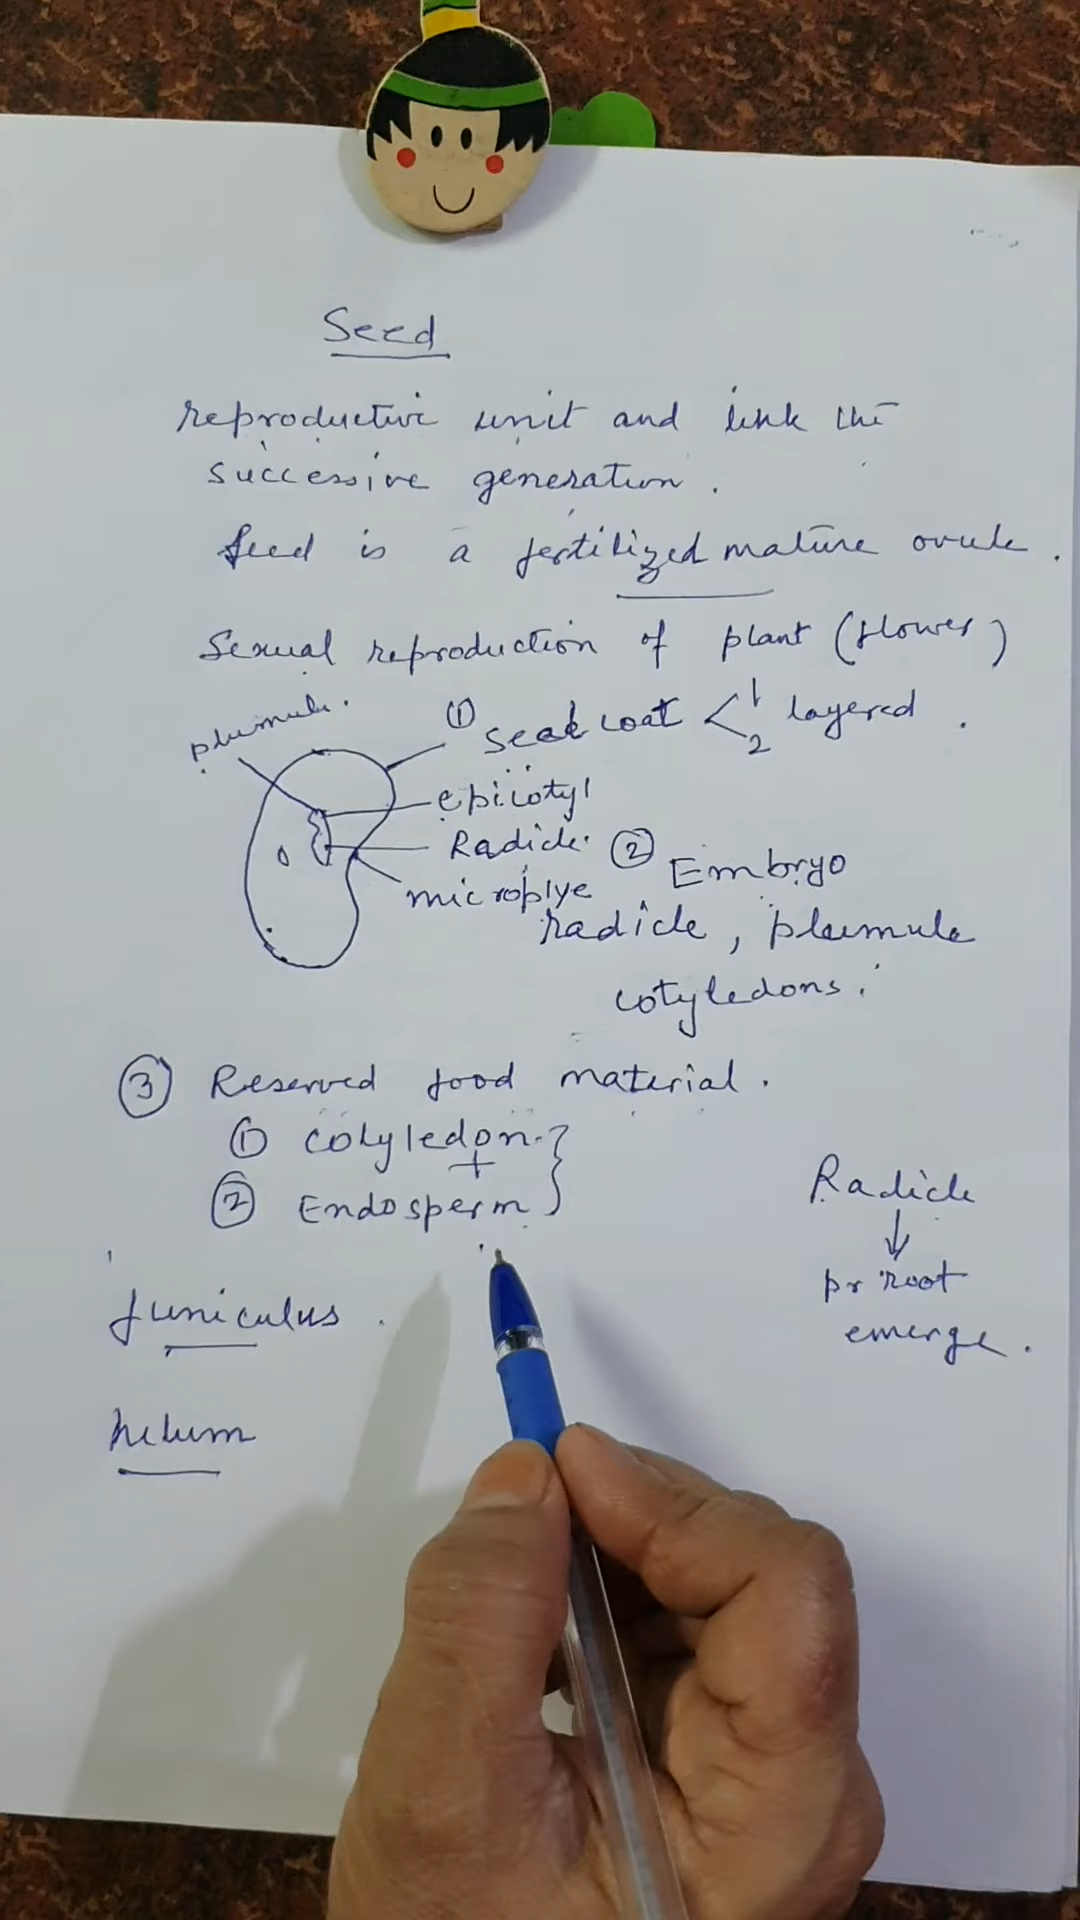 Seed
reproductive unit and link the
successive generation.
Seed is a fertilized mature ovule.
Sexual reproduction of plant (flower)
plumule.
① Seed coat < 1 2 layered.
epicotyl
Radicle.
microplye
② Embryo
radicle, plumule
cotyledons.
③ Reserved food material.
① cotyledon. }
+
② Endosperm
Radicle
↓
pr root
emerge.
funiculus.
hilum